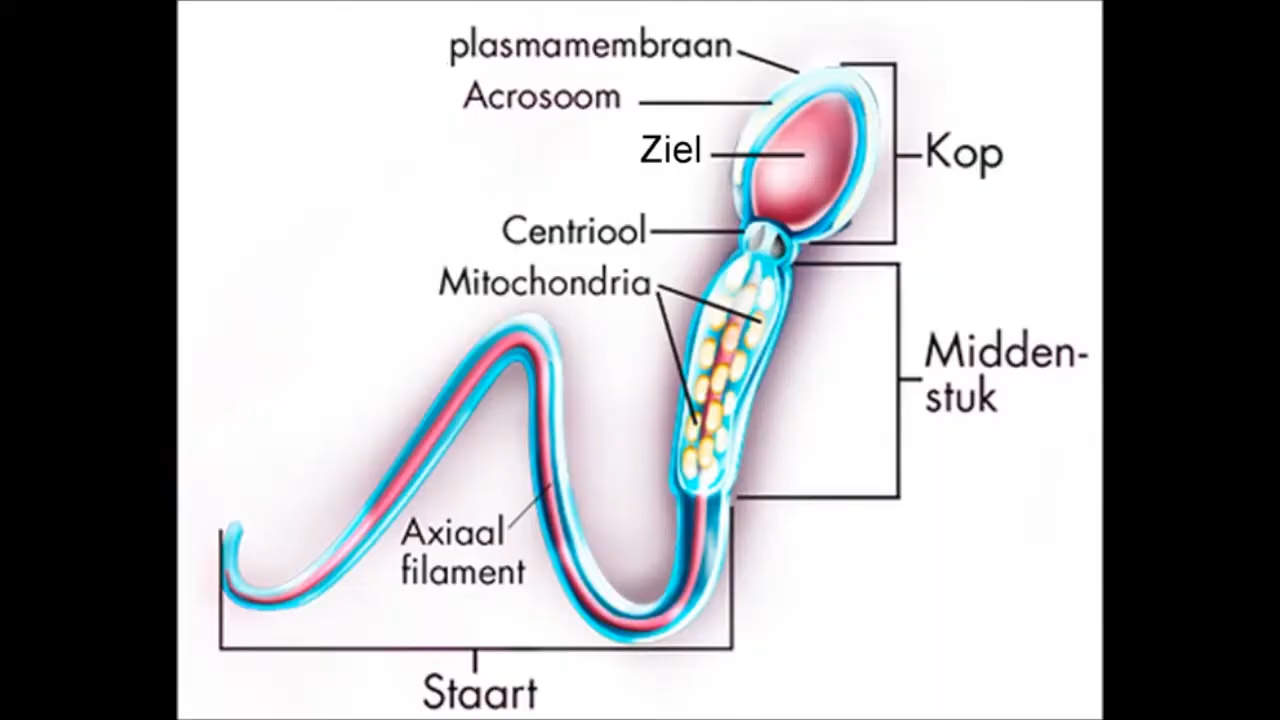 plasmamembraan
Acrosoom
Ziel
Kop
Centriool
Mitochondria
Midden-
stuk
Axiaal
filament
Staart